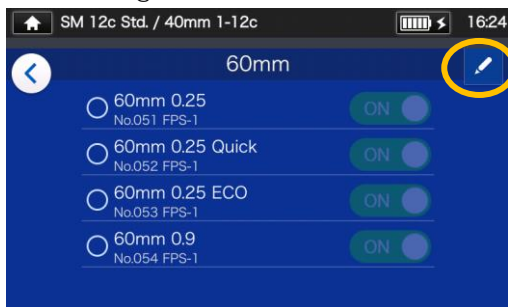 SM 12c Std. / 40mm 1-12c
16:24
60mm
60mm 0.25
ON
No.051 FPS-1
60mm 0.25 Quick
ON
No.052 FPS-1
60mm 0.25 ECO
ON
No.053 FPS-1
60mm 0.9
ON
No.054 FPS-1